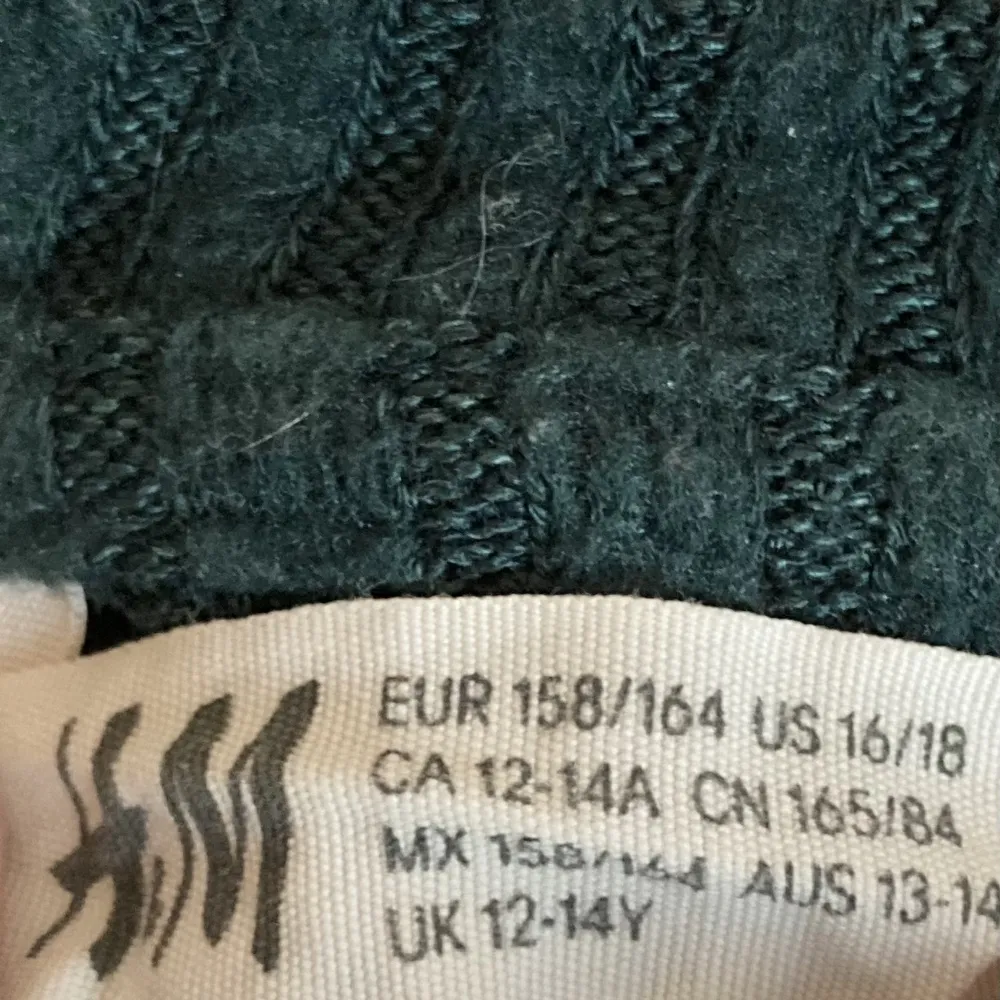 H&M
EUR 158/164 US 16/18
CA 12-14A CN 165/84
MX 158/164 AUS 13-14
UK 12-14Y